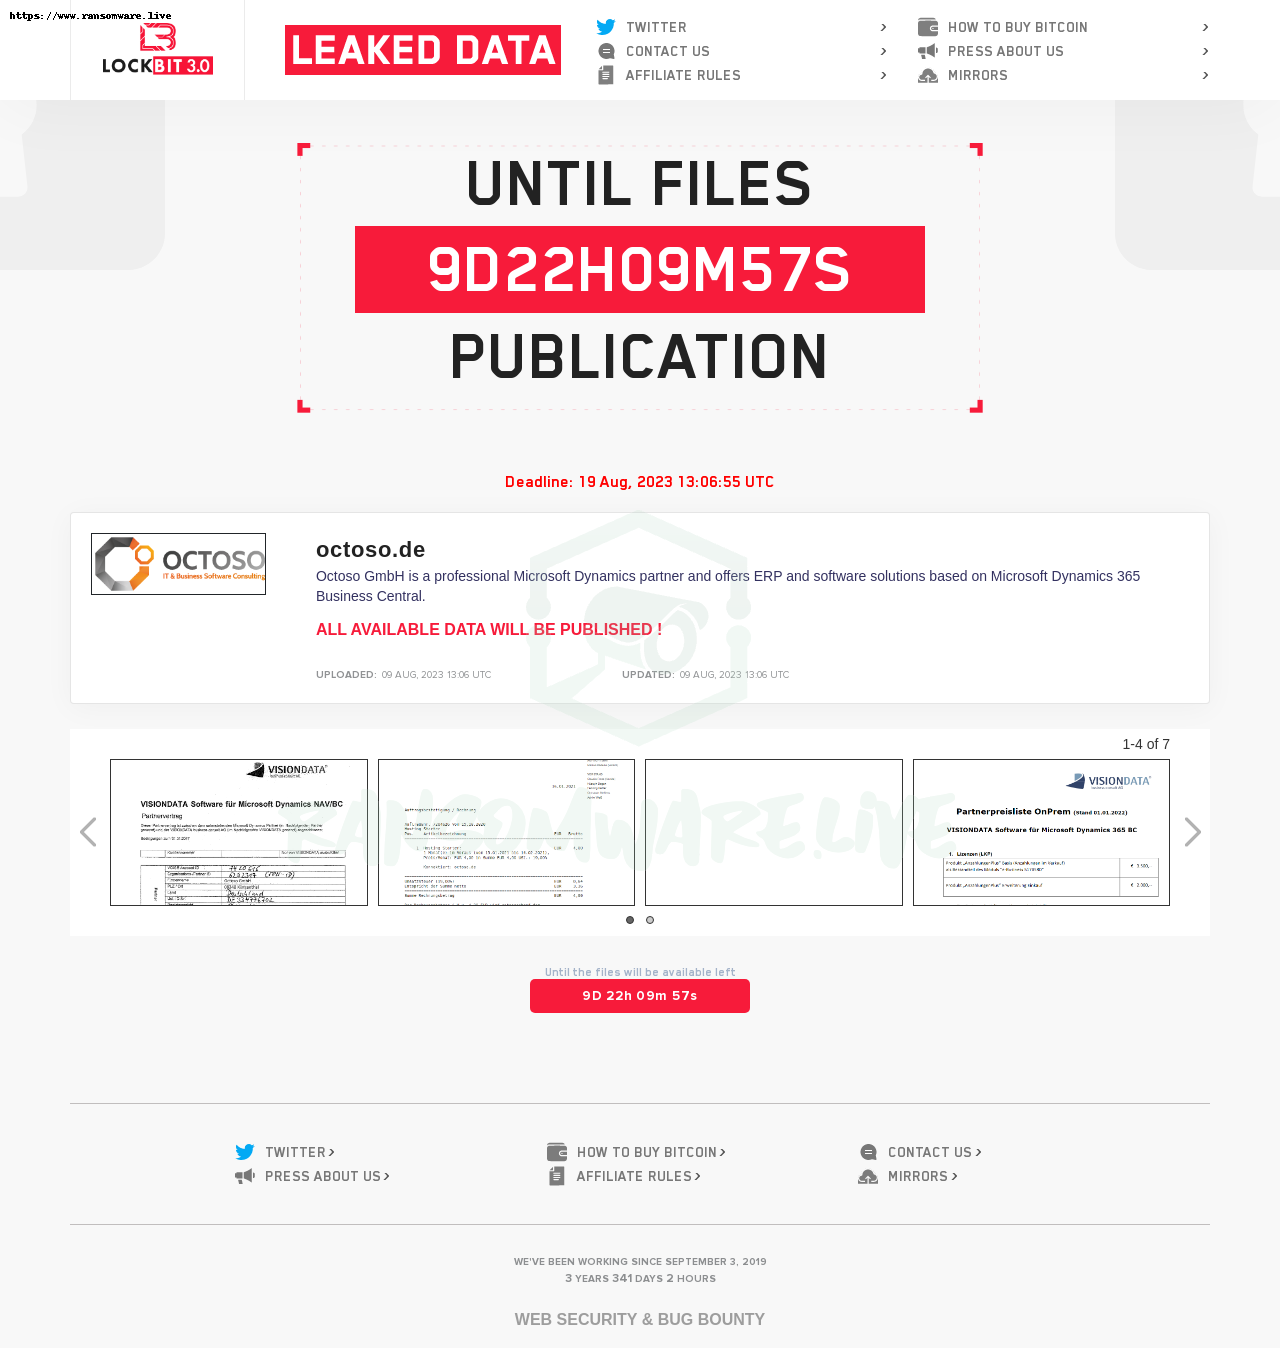 https://www.ransomware.live
LOCKBIT 3.0
LEAKED DATA
TWITTER
CONTACT US
AFFILIATE RULES
HOW TO BUY BITCOIN
PRESS ABOUT US
MIRRORS
UNTIL FILES
9D22H09M57S
PUBLICATION
Deadline: 19 Aug, 2023 13:06:55 UTC
OCTOSO
IT & Business Software Consulting
octoso.de
Octoso GmbH is a professional Microsoft Dynamics partner and offers ERP and software solutions based on Microsoft Dynamics 365
Business Central.
ALL AVAILABLE DATA WILL BE PUBLISHED !
UPLOADED: 09 AUG, 2023 13:06 UTC
UPDATED: 09 AUG, 2023 13:06 UTC
1-4 of 7
VISIONDATA
VISIONDATA Software für Microsoft Dynamics NAV/BC
Partnervertrag
VISIONDATA
Partnerpreisliste OnPrem (Stand 01.01.2022)
VISIONDATA Software für Microsoft Dynamics 365 BC
1. Lizenzen (LKP)
RANSOMWARE.LIVE
Until the files will be available left
9D 22h 09m 57s
TWITTER
HOW TO BUY BITCOIN
CONTACT US
PRESS ABOUT US
AFFILIATE RULES
MIRRORS
WE'VE BEEN WORKING SINCE SEPTEMBER 3, 2019
3 YEARS 341 DAYS 2 HOURS
WEB SECURITY & BUG BOUNTY